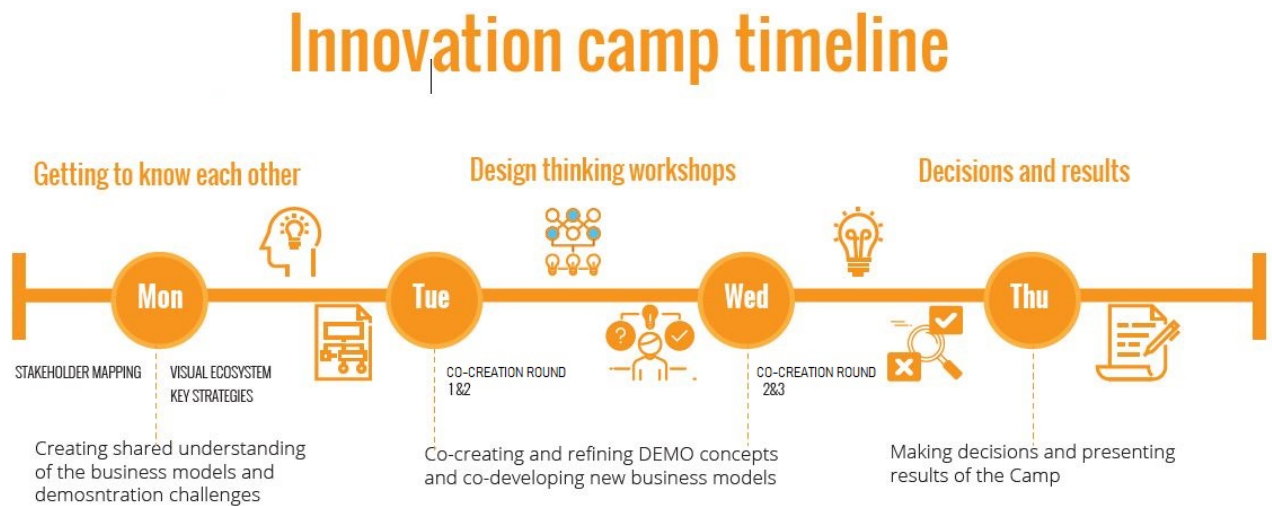 Innovation camp timeline
Getting to know each other
Design thinking workshops
Decisions and results
Mon
Tue
Wed
Thu
STAKEHOLDER MAPPING
VISUAL ECOSYSTEM
KEY STRATEGIES
CO-CREATION ROUND
1&2
CO-CREATION ROUND
2&3
Creating shared understanding
of the business models and
demosntration challenges
Co-creating and refining DEMO concepts
and co-developing new business models
Making decisions and presenting
results of the Camp